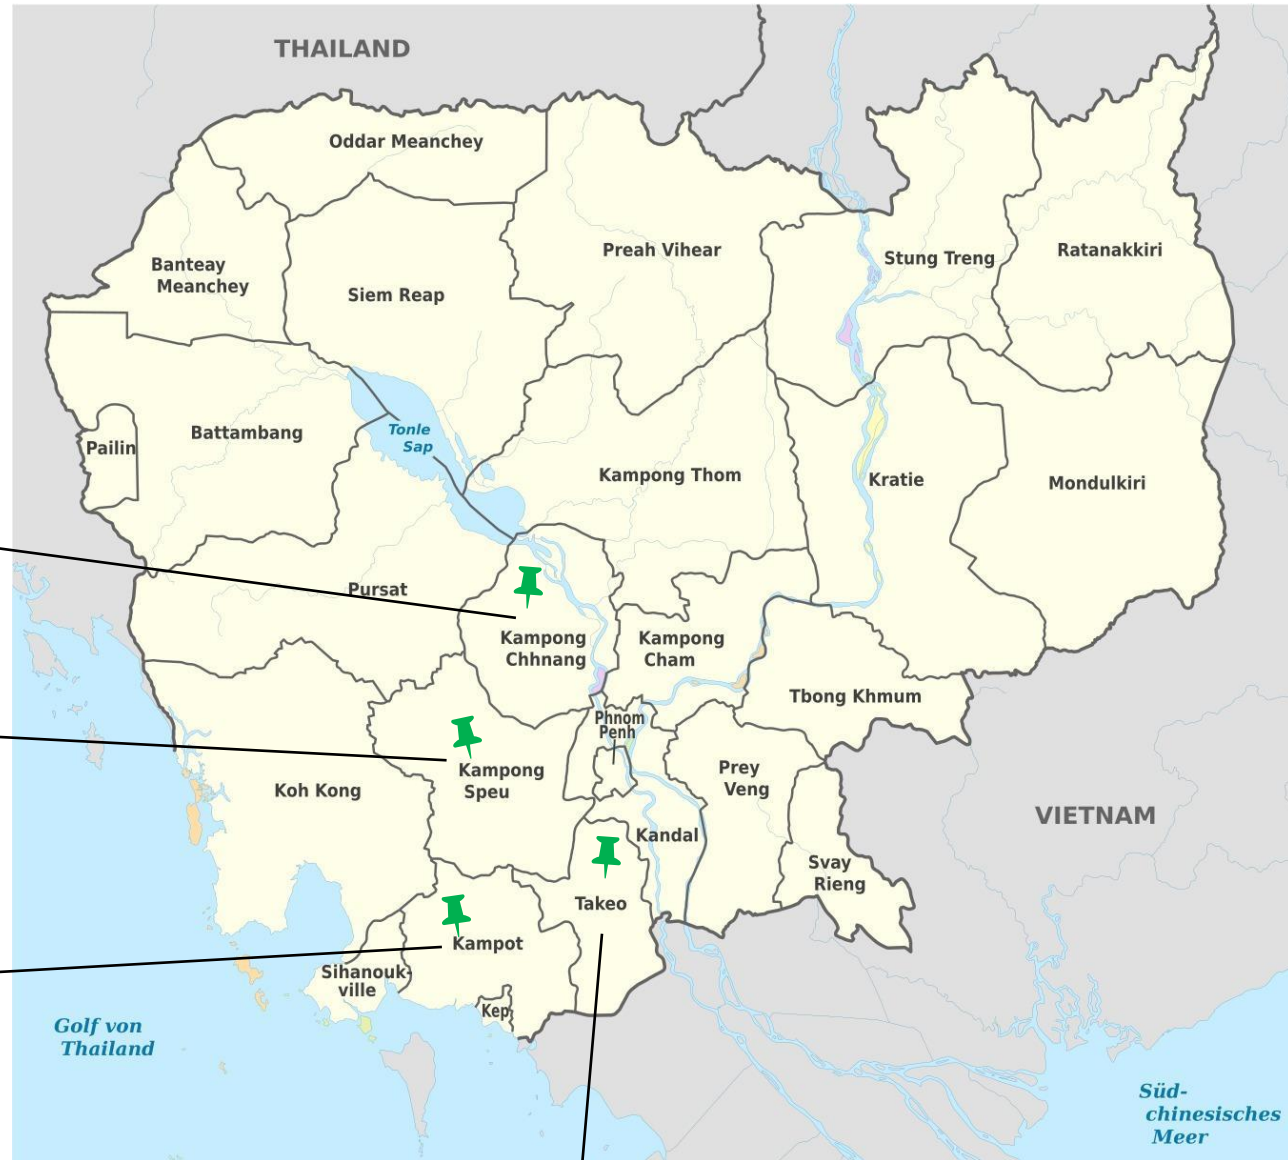 THAILAND
Oddar Meanchey
Preah Vihear
Stung Treng
Ratanakkiri
Banteay
Meanchey
Siem Reap
Pailin
Battambang
Tonle
Sap
Kampong Thom
Kratie
Mondulkiri
Pursat
Kampong
Chhnang
Kampong
Cham
Tbong Khmum
Phnom
Penh
Koh Kong
Kampong
Speu
Prey
Veng
VIETNAM
Kandal
Svay
Rieng
Takeo
Kampot
Sihanouk-
ville
Kep
Golf von
Thailand
Süd-
chinesisches
Meer